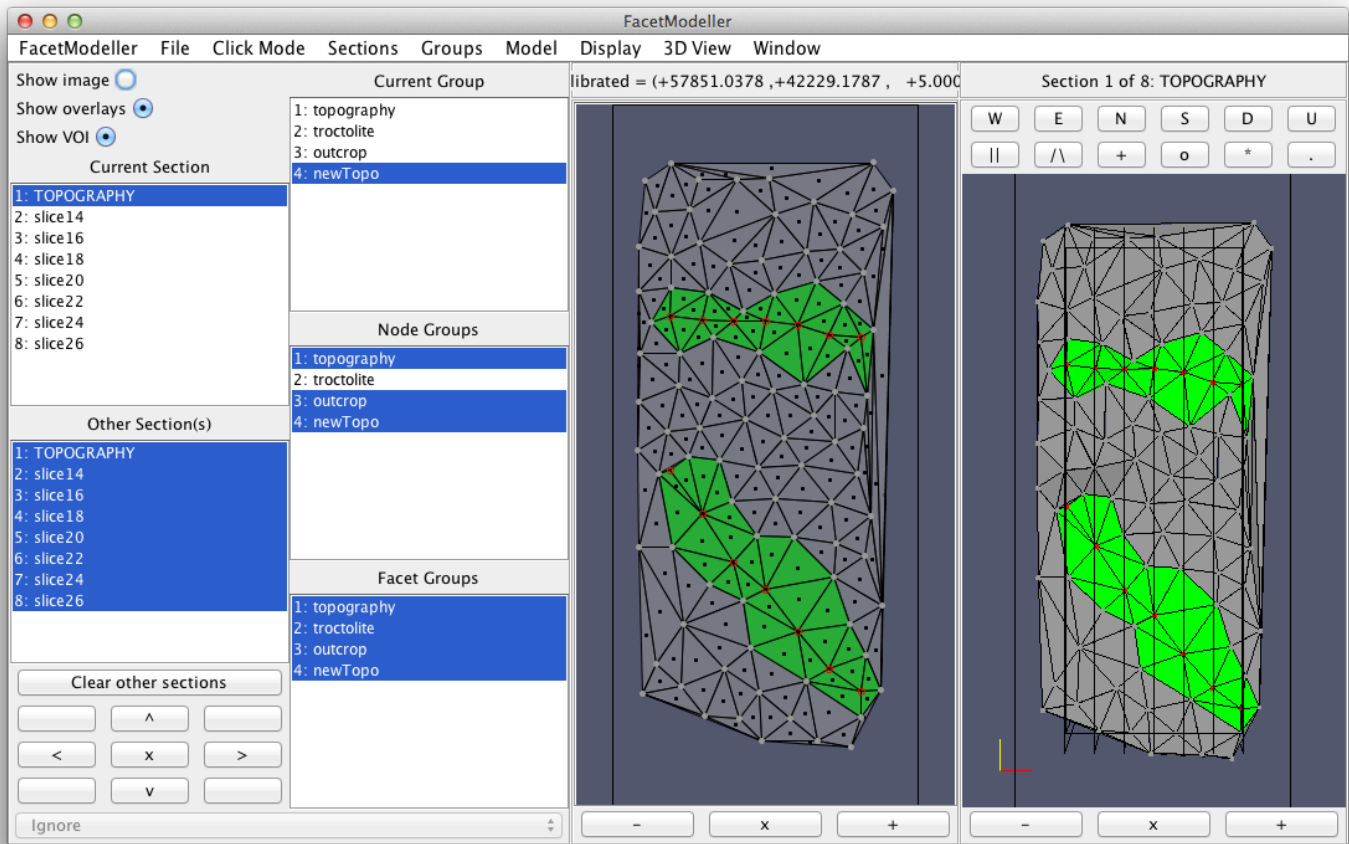 FacetModeller
FacetModeller File Click Mode Sections Groups Model Display 3D View Window
Show image
Show overlays
Show VOI
Current Section
1: TOPOGRAPHY
2: slice14
3: slice16
4: slice18
5: slice20
6: slice22
7: slice24
8: slice26
Other Section(s)
1: TOPOGRAPHY
2: slice14
3: slice16
4: slice18
5: slice20
6: slice22
7: slice24
8: slice26
Clear other sections
^
< x >
v
Ignore
Current Group
1: topography
2: troctolite
3: outcrop
4: newTopo
Node Groups
1: topography
2: troctolite
3: outcrop
4: newTopo
Facet Groups
1: topography
2: troctolite
3: outcrop
4: newTopo
librated = (+57851.0378 ,+42229.1787 , +5.000
- x +
Section 1 of 8: TOPOGRAPHY
W E N S D U
|| /\ + o * .
- x +